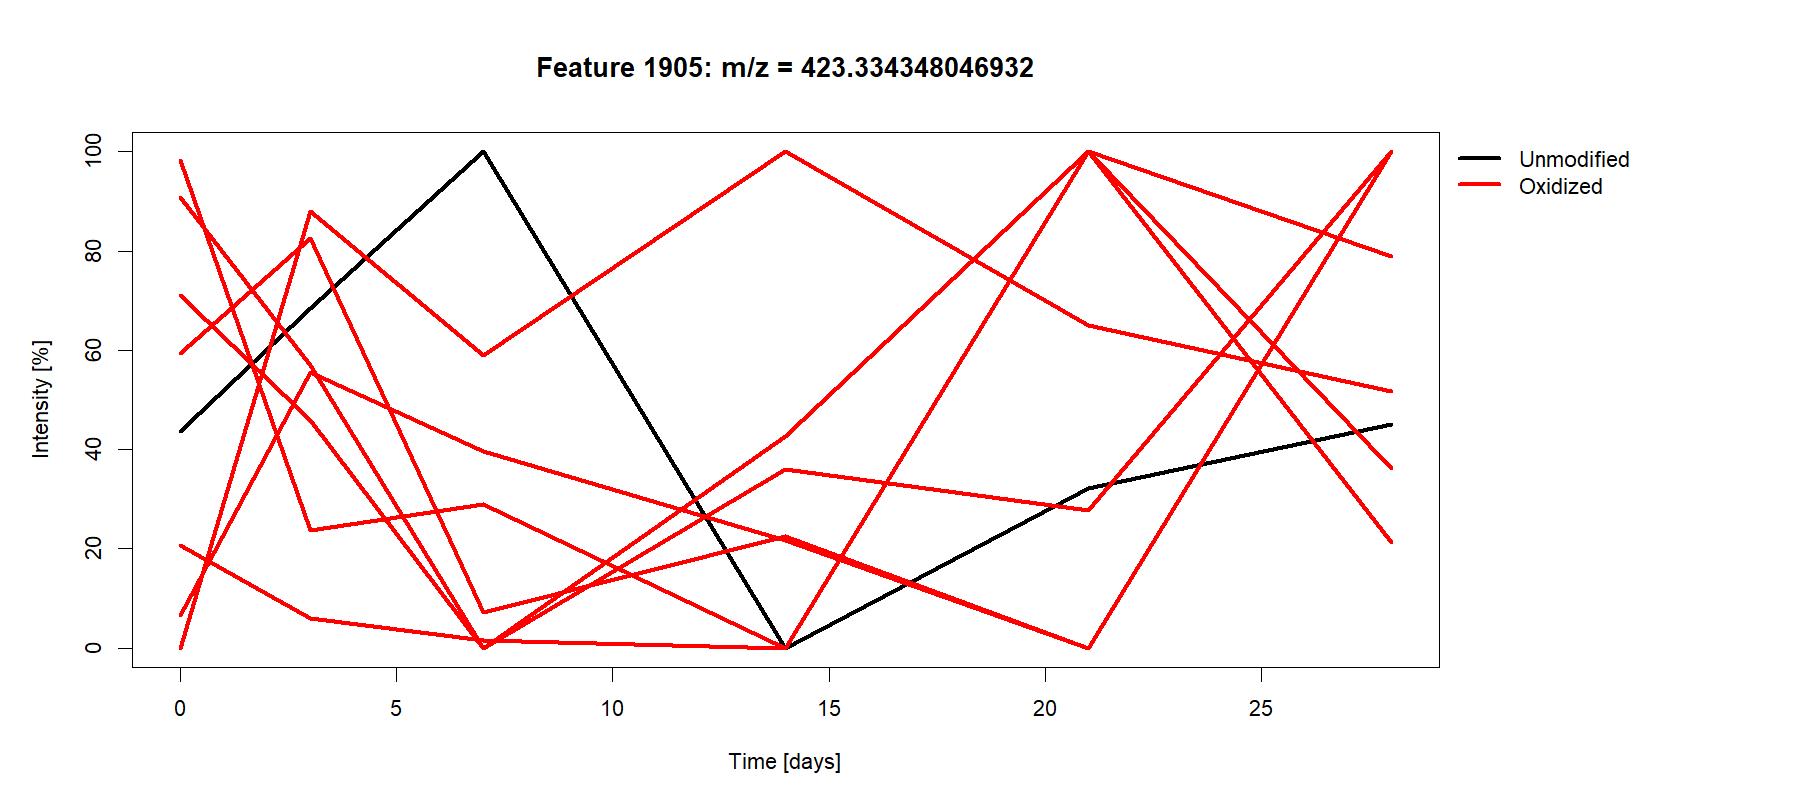 Feature 1905: m/z = 423.334348046932
Unmodified
Oxidized
Intensity [%]
100
80
60
40
20
0
0 5 10 15 20 25
Time [days]